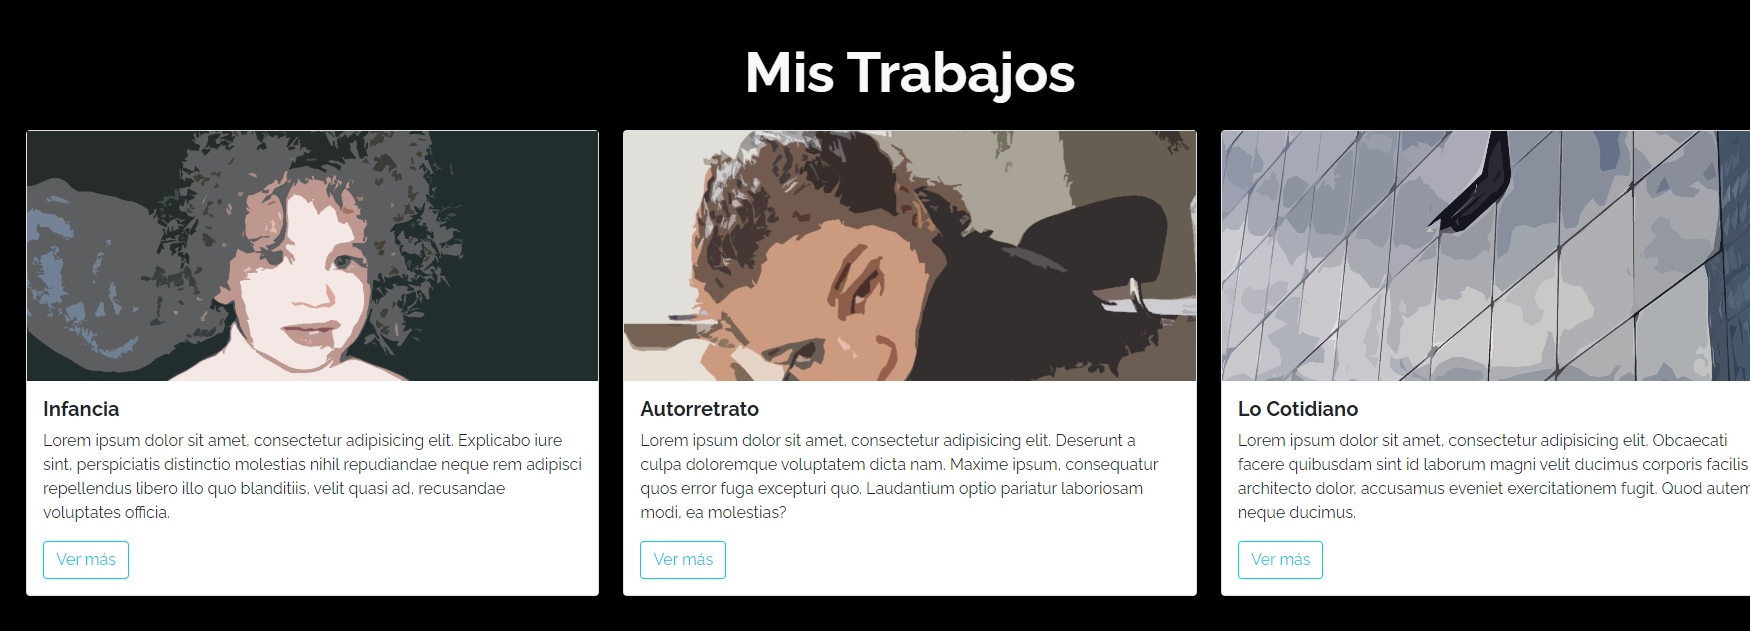 Mis Trabajos
Infancia
Lorem ipsum dolor sit amet, consectetur adipisicing elit. Explicabo iure
sint, perspiciatis distinctio molestias nihil repudiandae neque rem adipisci
repellendus libero illo quo blanditiis, velit quasi ad, recusandae
voluptates officia.
Ver más
Autorretrato
Lorem ipsum dolor sit amet, consectetur adipisicing elit. Deserunt a
culpa doloremque voluptatem dicta nam. Maxime ipsum, consequatur
quos error fuga excepturi quo. Laudantium optio pariatur laboriosam
modi, ea molestias?
Ver más
Lo Cotidiano
Lorem ipsum dolor sit amet, consectetur adipisicing elit. Obcaecati
facere quibusdam sint id laborum magni velit ducimus corporis facilis
architecto dolor, accusamus eveniet exercitationem fugit. Quod autem
neque ducimus.
Ver más